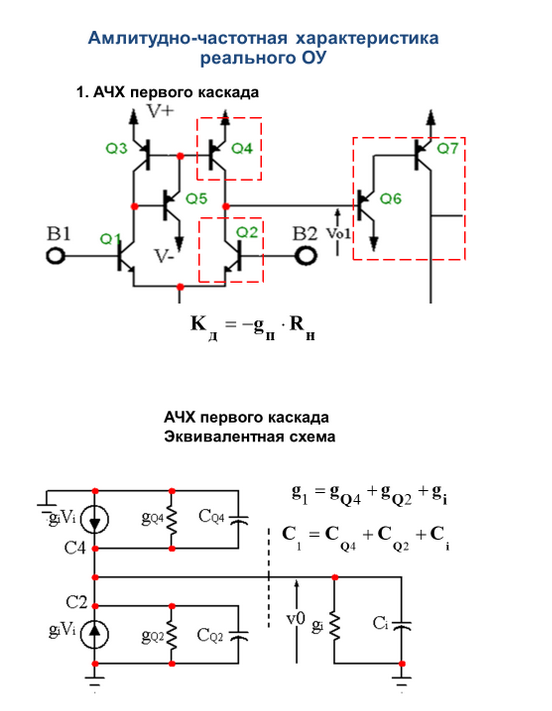 Амлитудно-частотная характеристика
реального ОУ
1. АЧХ первого каскада
V+
Q3
Q4
Q7
Q5
Q6
B1
Q1
V-
Q2
B2
Vo1
Kд = −gп · Rн
АЧХ первого каскада
Эквивалентная схема
giVi
gQ4
CQ4
g1 = gQ4 + gQ2 + gi
C1 = CQ4 + CQ2 + Ci
C4
C2
giVi
gQ2
CQ2
v0
gi
Ci